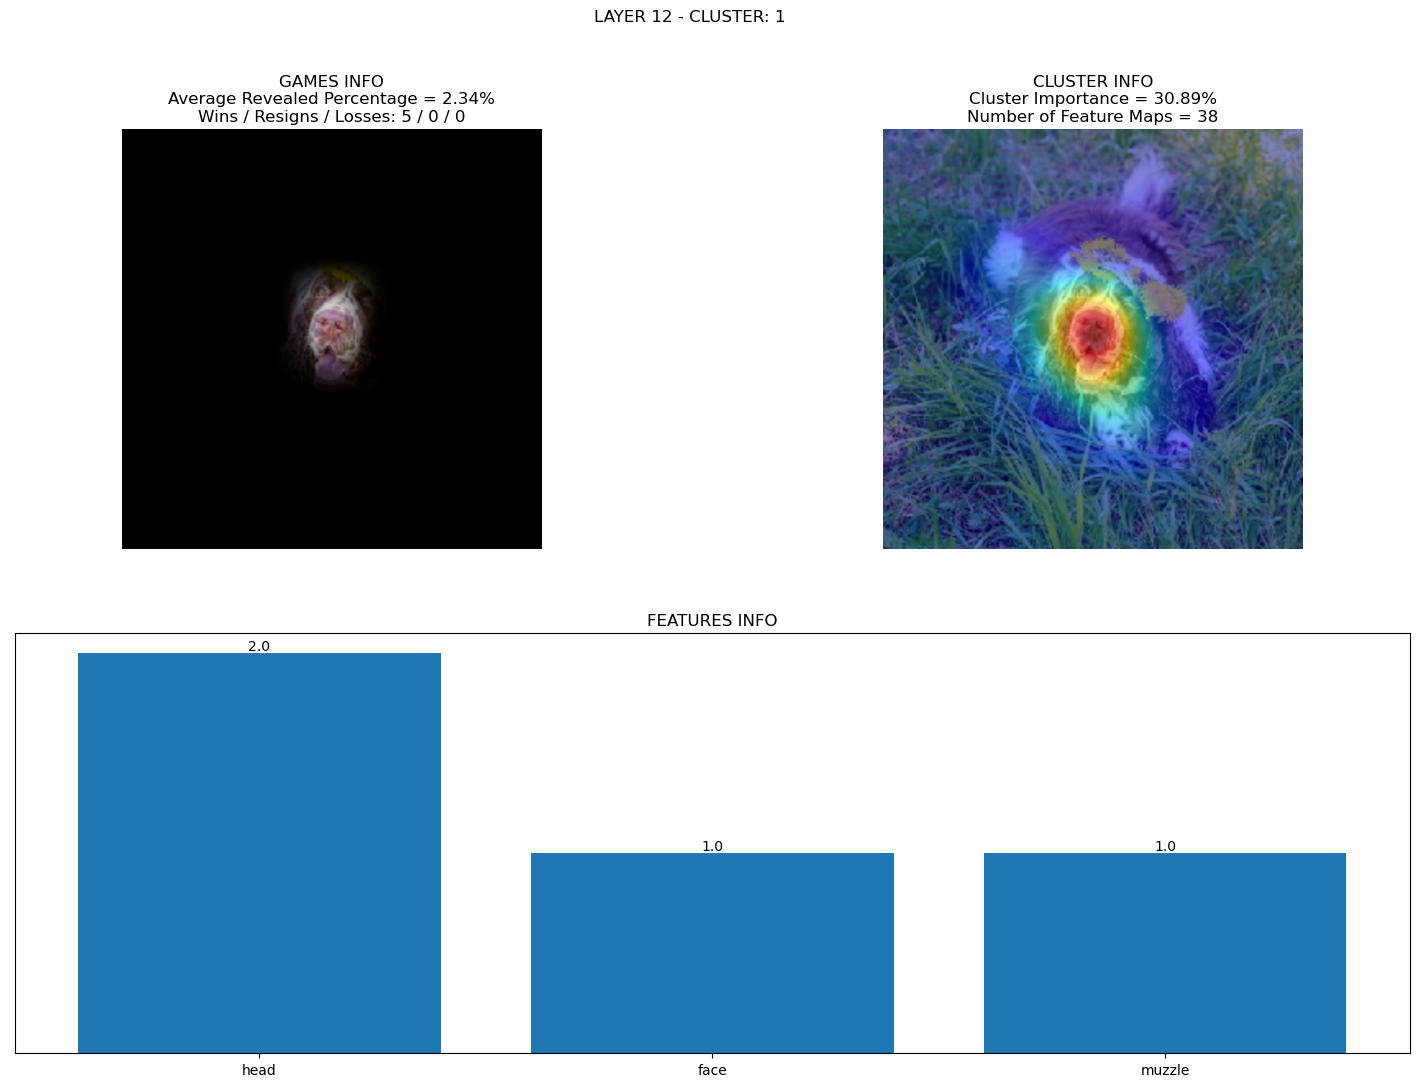 LAYER 12 - CLUSTER: 1
GAMES INFO
Average Revealed Percentage = 2.34%
Wins / Resigns / Losses: 5 / 0 / 0
CLUSTER INFO
Cluster Importance = 30.89%
Number of Feature Maps = 38
FEATURES INFO
2.0
1.0
1.0
head
face
muzzle